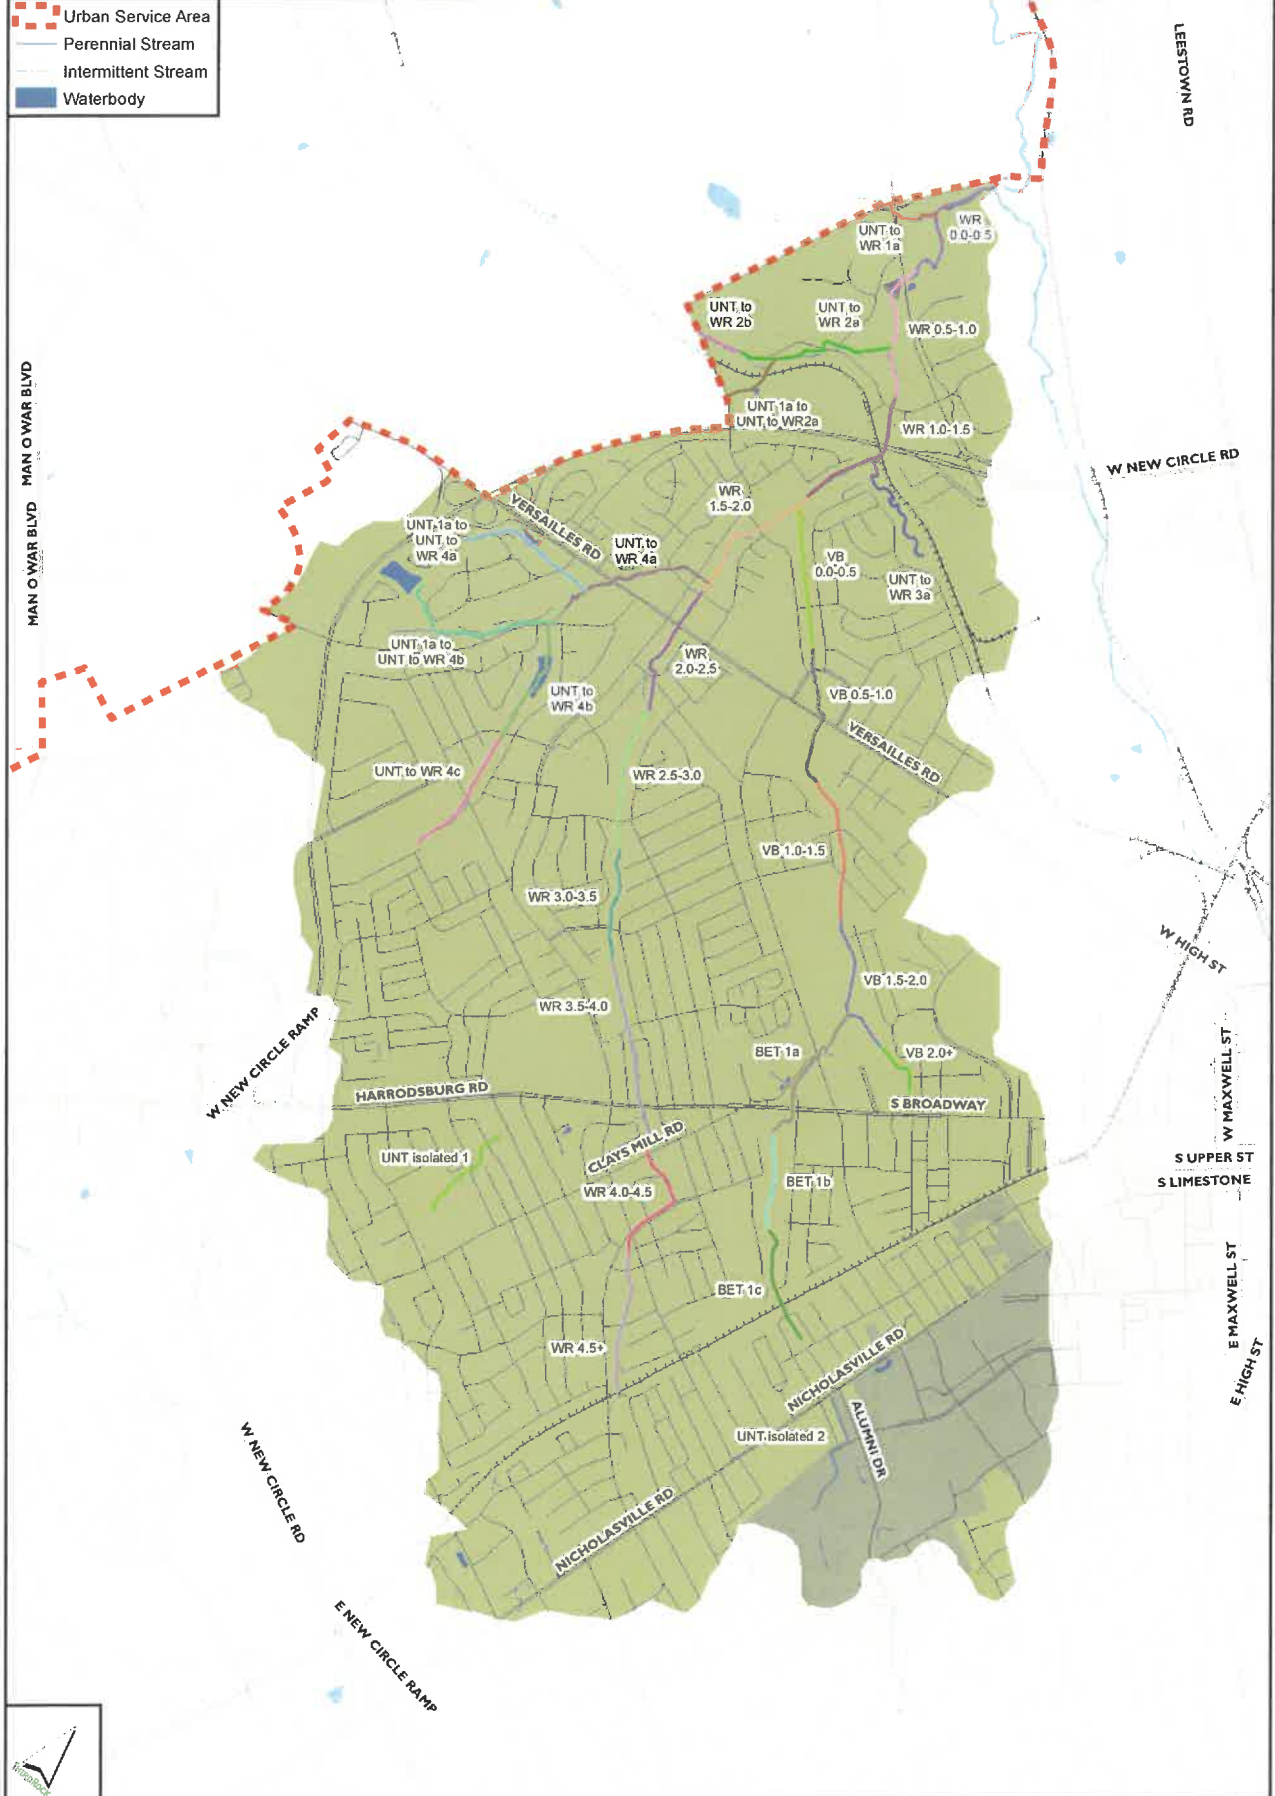 Urban Service Area
Perennial Stream
Intermittent Stream
Waterbody
LEESTOWN RD
WR
0.0-0.5
UNT to
WR 1a
UNT to
WR 2b
UNT to
WR 2a
WR 0.5-1.0
MAN O WAR BLVD
MAN O WAR BLVD
UNT 1a to
UNT to WR2a
WR 1.0-1.5
W NEW CIRCLE RD
WR
1.5-2.0
VERSAILLES RD
UNT 1a to
UNT to
WR 4a
UNT to
WR 4a
VB
0.0-0.5
UNT to
WR 3a
UNT 1a to
UNT to WR 4b
WR
2.0-2.5
UNT to
WR 4b
VB 0.5-1.0
VERSAILLES RD
UNT to WR 4c
WR 2.5-3.0
VB 1.0-1.5
WR 3.0-3.5
W HIGH ST
VB 1.5-2.0
WR 3.5-4.0
W NEW CIRCLE RAMP
BET 1a
VB 2.0+
W MAXWELL ST
HARRODSBURG RD
S BROADWAY
CLAYS MILL RD
UNT isolated 1
S UPPER ST
S LIMESTONE
WR 4.0-4.5
BET 1b
E MAXWELL ST
BET 1c
WR 4.5+
NICHOLASVILLE RD
E HIGH ST
UNT isolated 2
ALUMNI DR
W NEW CIRCLE RD
NICHOLASVILLE RD
E NEW CIRCLE RAMP